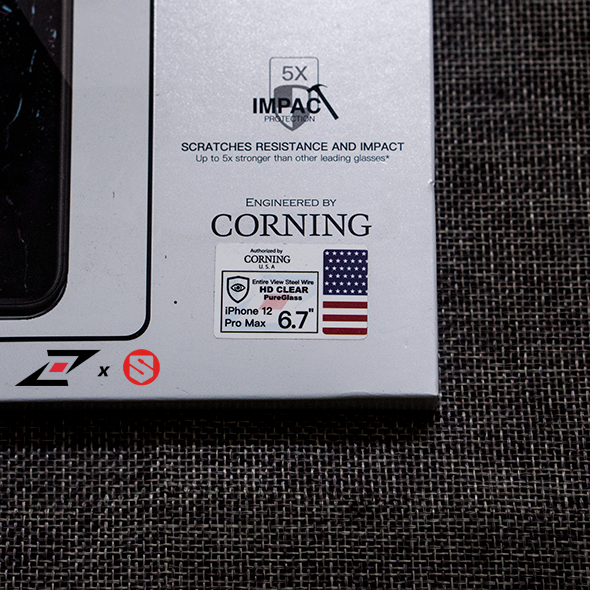 5X
IMPAC
PROTECTION
SCRATCHES RESISTANCE AND IMPACT
Up to 5x stronger than other leading glasses*
ENGINEERED BY
CORNING
Authorized by
CORNING
U.S.A
Entire View Steel Wire
HD CLEAR
PureGlass
iPhone 12
Pro Max 6.7"
x S